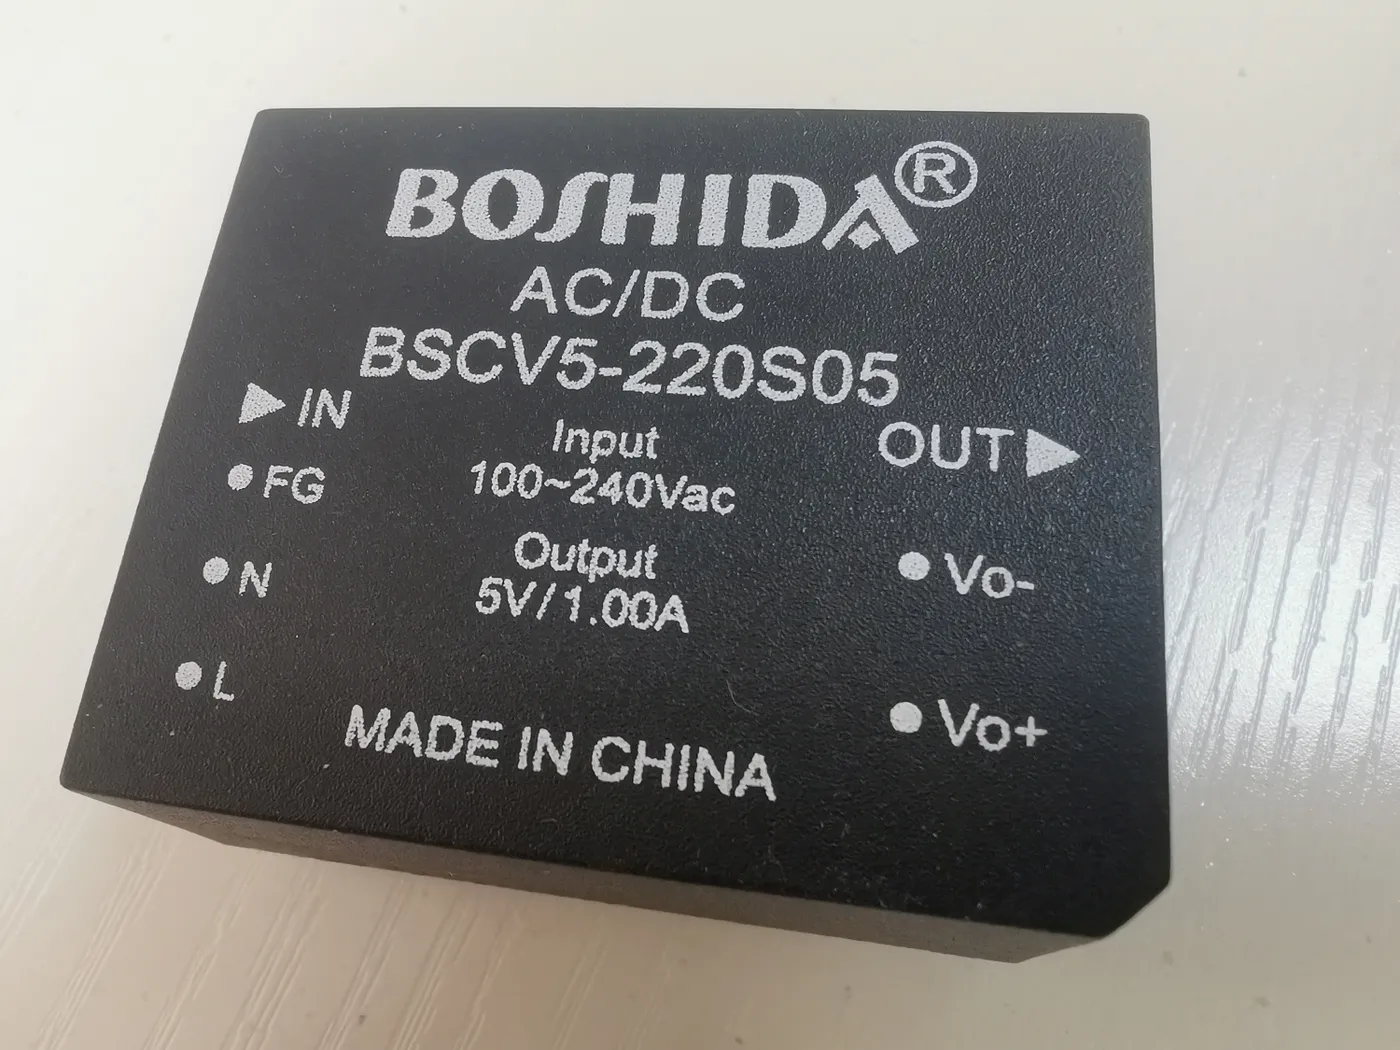 BOSHIDA®
AC/DC
BSCV5-220S05
IN
FG
N
L
Input
100~240Vac
Output
5V/1.00A
MADE IN CHINA
OUT
Vo-
Vo+